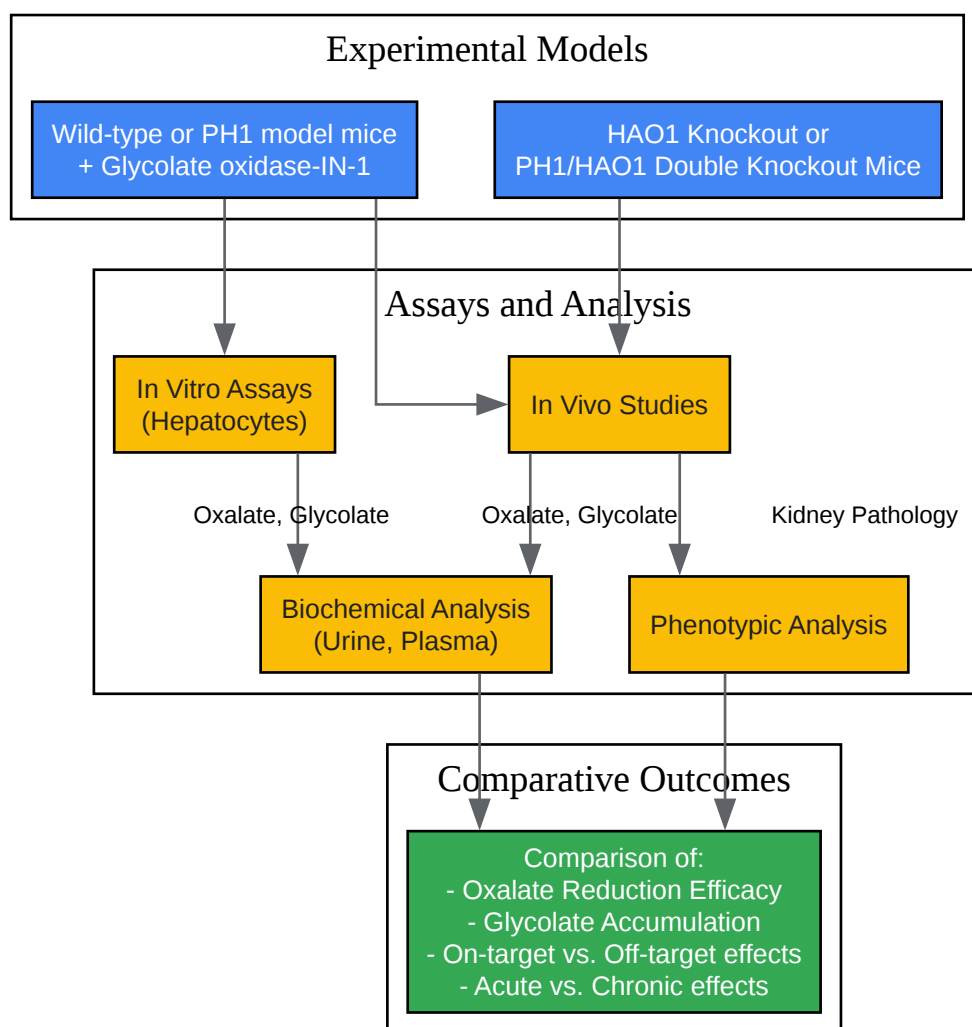 Experimental Models
Wild-type or PH1 model mice
+ Glycolate oxidase-IN-1
HAO1 Knockout or
PH1/HAO1 Double Knockout Mice
Assays and Analysis
In Vitro Assays
(Hepatocytes)
In Vivo Studies
Oxalate, Glycolate
Oxalate, Glycolate
Kidney Pathology
Biochemical Analysis
(Urine, Plasma)
Phenotypic Analysis
Comparative Outcomes
Comparison of:
- Oxalate Reduction Efficacy
- Glycolate Accumulation
- On-target vs. Off-target effects
- Acute vs. Chronic effects